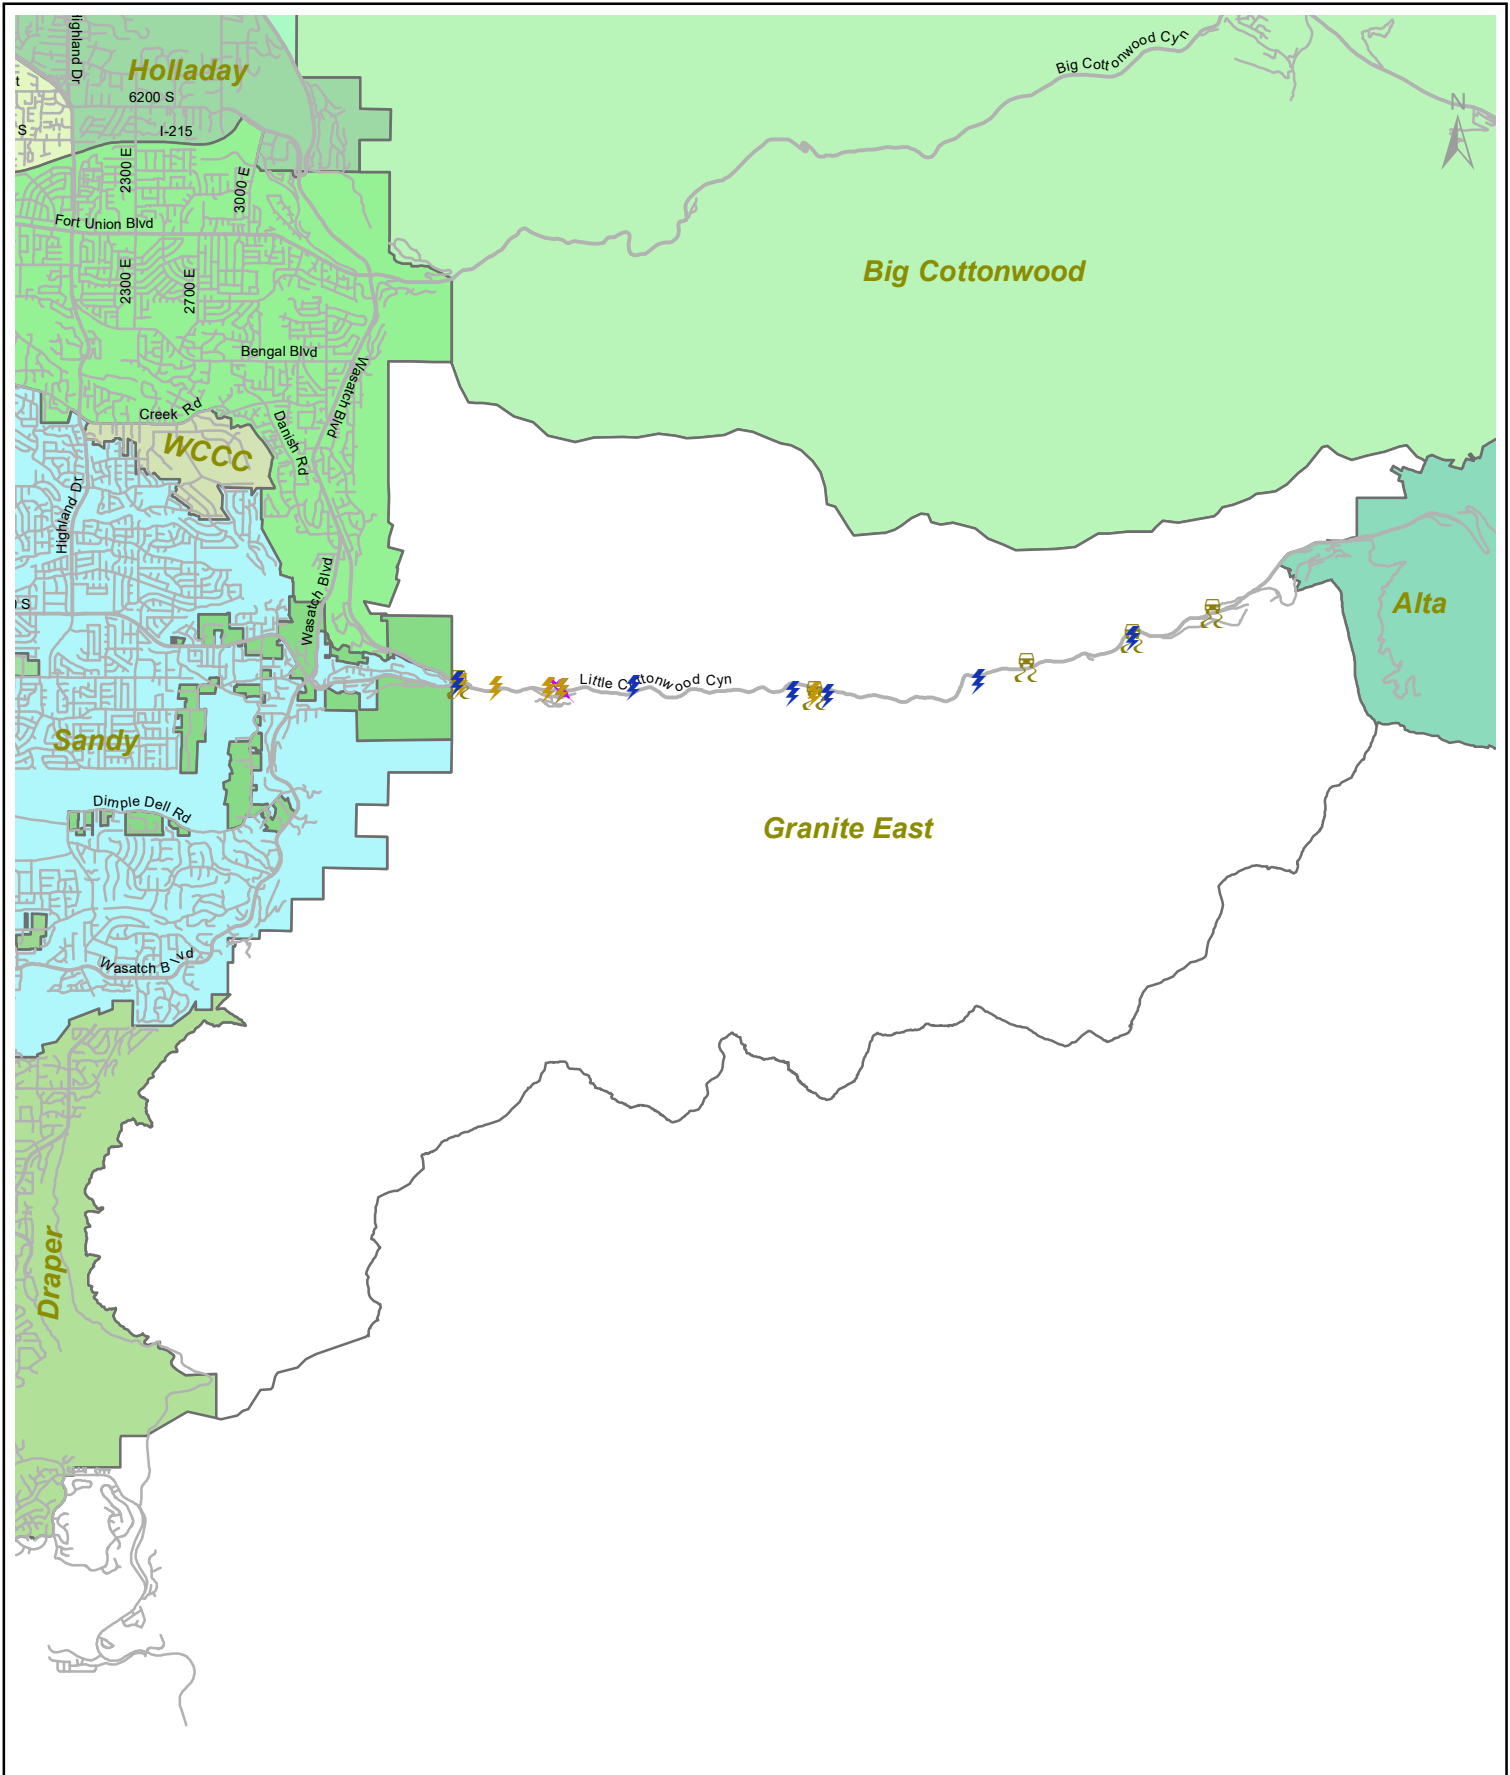 Highland Dr
Holladay
6200 S
I-215
t
S
2300 E
3000 E
Fort Union Blvd
2300 E
2700 E
Bengal Blvd
Wasatch Blvd
Creek Rd
WCCC
Danish Rd
Highland Dr
Wasatch Blvd
S
Big Cottonwood Cyn
N
Big Cottonwood
Alta
Little Cottonwood Cyn
Sandy
Dimple Dell Rd
Granite East
Wasatch Blvd
Draper